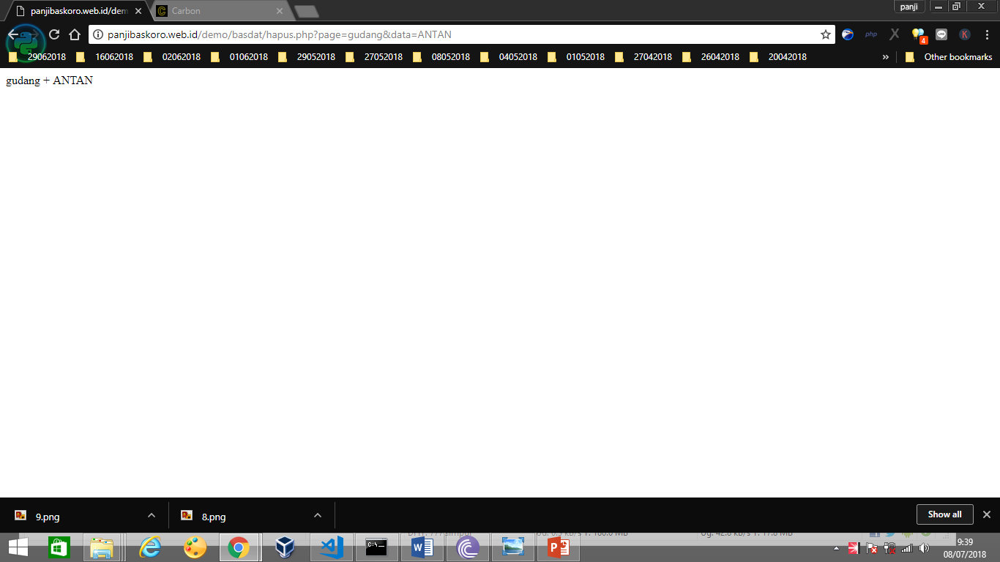 panjibaskoro.web.id/dem
Carbon
panji
panjibaskoro.web.id/demo/basdat/hapus.php?page=gudang&data=ANTAN
php
X
4
LINE
K
29062018
16062018
02062018
01062018
29052018
27052018
08052018
04052018
01052018
27042018
26042018
20042018
»
Other bookmarks
gudang + ANTAN
9.png
8.png
Show all
C:\
9:39
08/07/2018